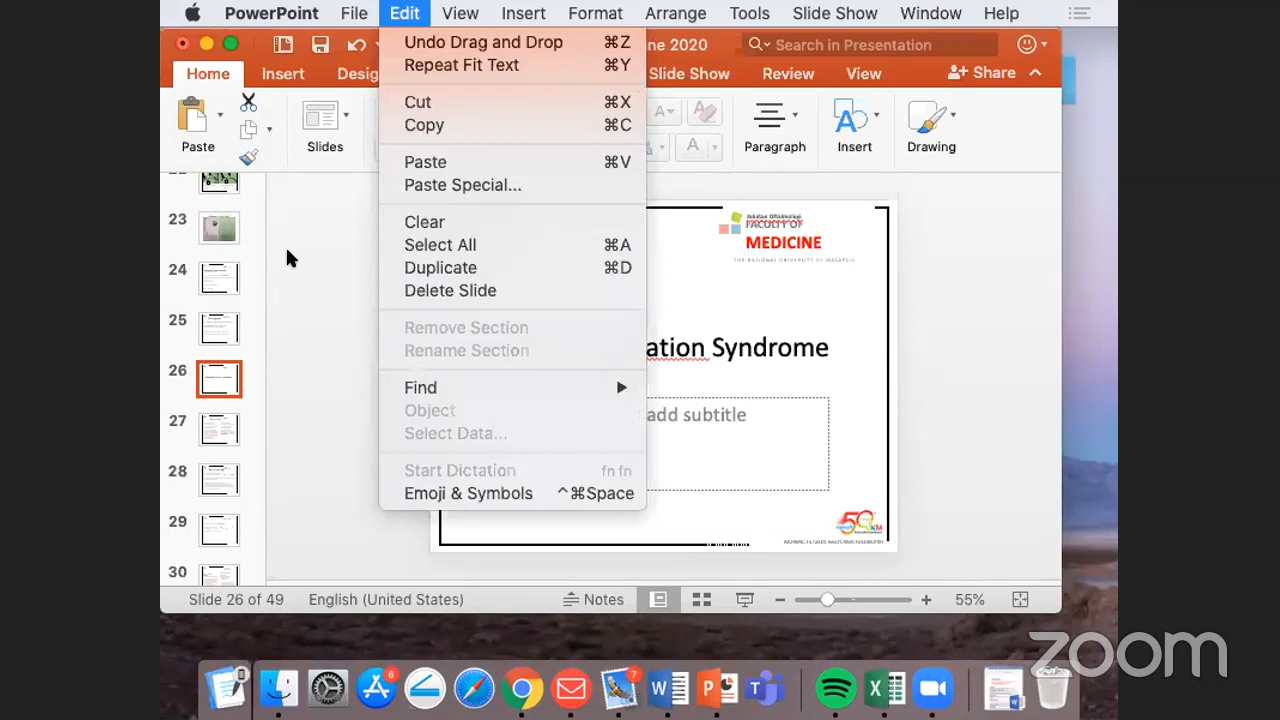 PowerPoint File Edit View Insert Format Arrange Tools Slide Show Window Help
ne 2020 Search in Presentation
Home Insert Desig Slide Show Review View Share
Paste Slides Paragraph Insert Drawing
Undo Drag and Drop ⌘Z
Repeat Fit Text ⌘Y
Cut ⌘X
Copy ⌘C
Paste ⌘V
Paste Special...
Clear
Select All ⌘A
Duplicate ⌘D
Delete Slide
Remove Section
Rename Section
Find
Object
Select Data...
Start Dictation fn fn
Emoji & Symbols ^⌘Space
23
24
25
26
27
28
29
30
FACULTY OF
MEDICINE
ation Syndrome
add subtitle
50
Slide 26 of 49 English (United States) Notes 55%
6
7
zoom